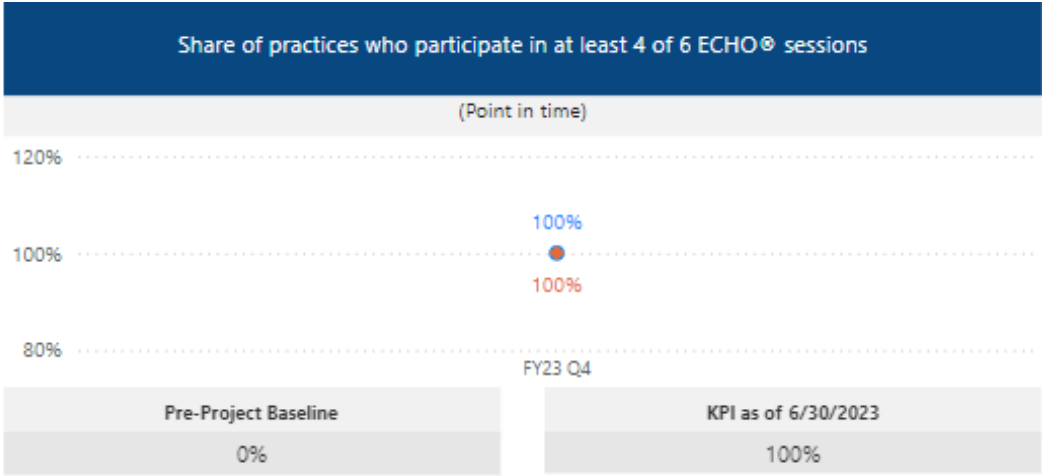 Share of practices who participate in at least 4 of 6 ECHO® sessions
(Point in time)
120%
100%
100%
100%
80%
FY23 Q4
Pre-Project Baseline
KPI as of 6/30/2023
0%
100%